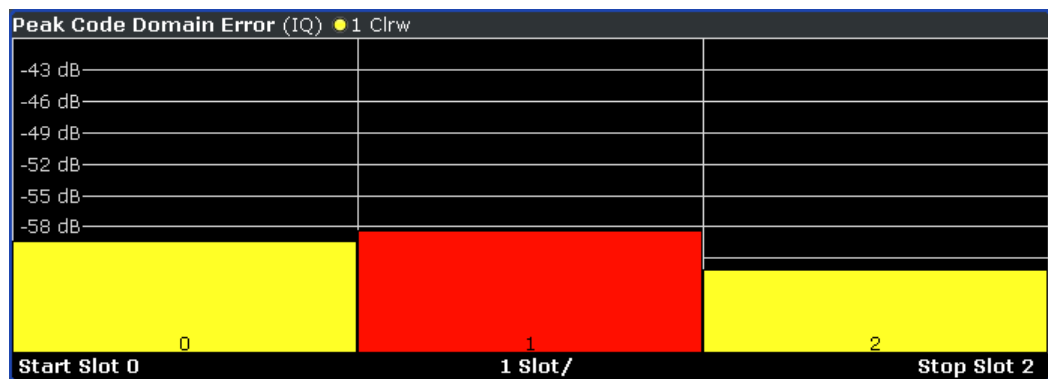 Peak Code Domain Error (IQ) 1 Clrw
-43 dB
-46 dB
-49 dB
-52 dB
-55 dB
-58 dB
0 1 2
Start Slot 0 1 Slot/ Stop Slot 2